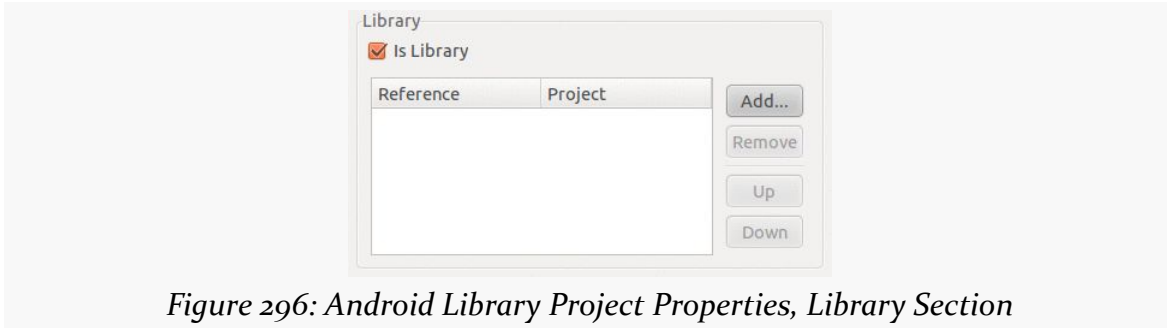 Library
Is Library
Reference Project
Add...
Remove
Up
Down
Figure 296: Android Library Project Properties, Library Section